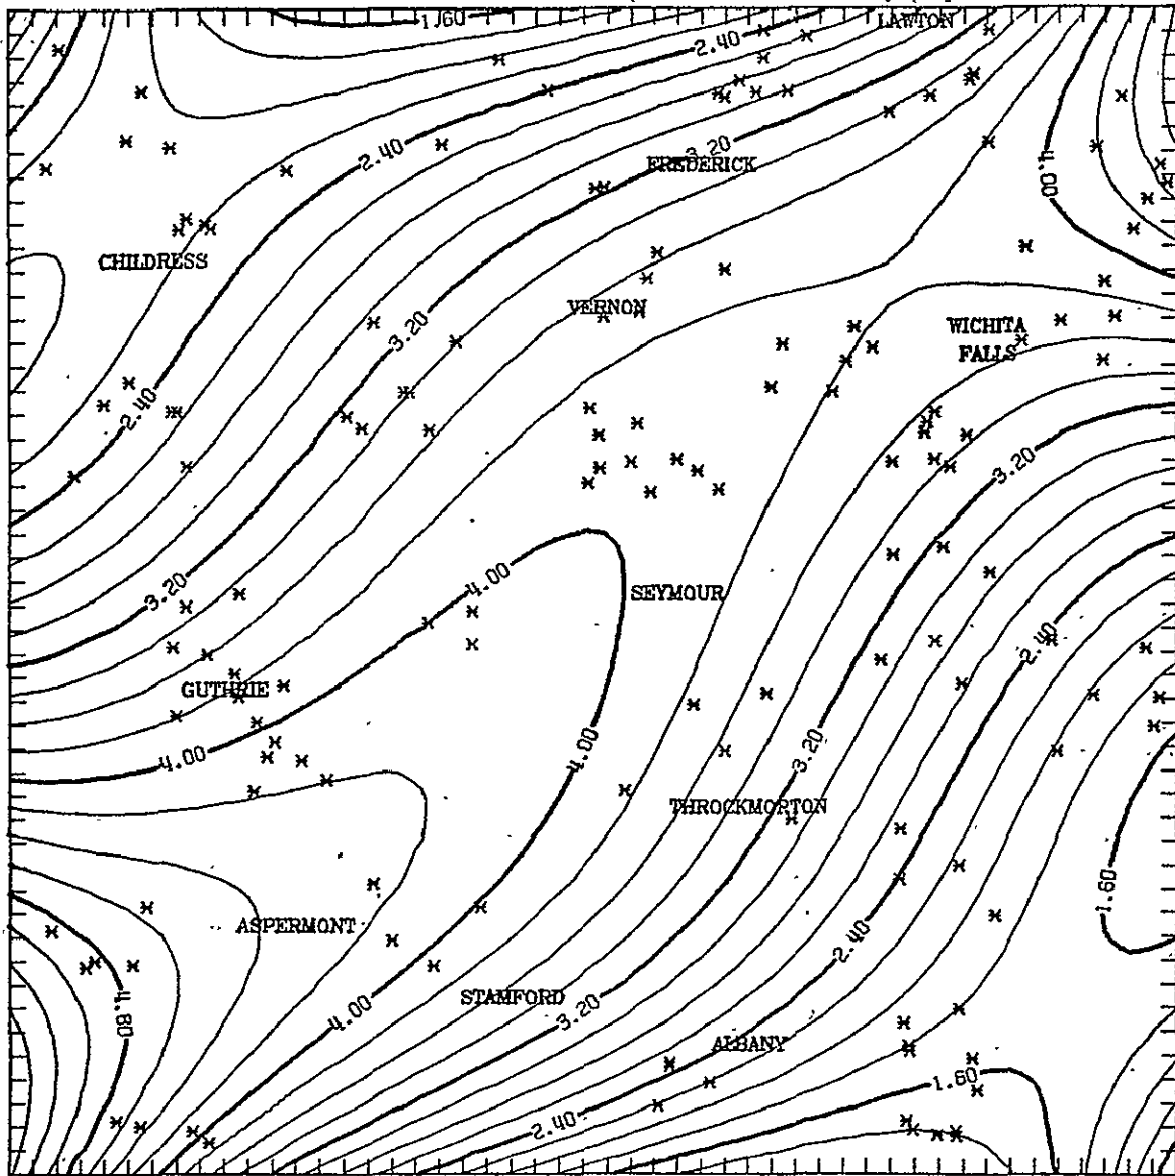 1.60
LAWTON
2.40
2.40
3.20
FREDERICK
4.00
CHILDRESS
VERNON
3.20
WICHITA
FALLS
2.40
3.20
4.00
3.20
SEYMOUR
2.40
GUTHRIE
4.00
4.00
3.20
THROCKMORTON
1.60
ASPERMONT
2.40
4.80
STAMFORD
4.00
3.20
ALBANY
1.60
2.40